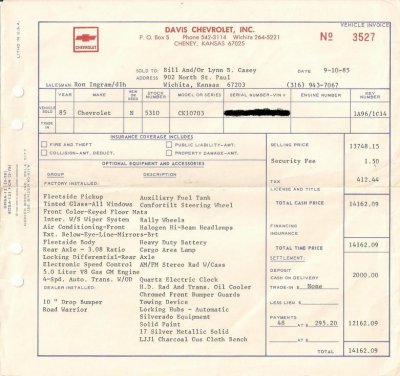 LITHO IN U.S.A.
VEHICLE INVOICE
CHEVROLET
DAVIS CHEVROLET, INC.
P. O. Box 5 Phone 542-3114 Wichita 264-5221
CHENEY, KANSAS 67025
No 3527
SOLD TO: Bill And/Or Lynn B. Casey DATE 9-10-85
902 North St. Paul
SALESMAN: Ron Ingram/dlh Wichita, Kansas 67203 (316) 943-7067
YEAR MAKE NEW OR USED STOCK NUMBER MODEL OR SERIES SERIAL NUMBER-VIN # ENGINE NUMBER KEY NUMBER
VEHICLE SOLD 85 Chevrolet N 5310 CK10703 1A96/1C14
TRADE IN
INSURANCE COVERAGE INCLUDES
FIRE AND THEFT PUBLIC LIABILITY-AMT.
COLLISION-AMT. DEDUCT. PROPERTY DAMAGE-AMT.
OPTIONAL EQUIPMENT AND ACCESSORIES
GROUP DESCRIPTION
FACTORY INSTALLED:
Fleetside Pickup Auxiliary Fuel Tank
Tinted Glass-All Windows Comfortilt Steering Wheel
Front Color-Keyed Floor Mats
Inter. W/S Wiper System Rally Wheels
Air Conditioning-Front Halogen Hi-Beam Headlamps
Ext. Below-Eye-Line-Mirrors-Brt
Fleetside Body Heavy Duty Battery
Rear Axle - 3.08 Ratio Cargo Area Lamp
Locking Differential-Rear Axle
Electronic Speed Control AM/FM Stereo Rad W/Cass
5.0 Liter V8 Gas GM Engine
4-Spd. Auto. Trans. W/OD Quartz Electric Clock
DEALER INSTALLED: H.D. Rad And Trans. Oil Cooler
Chromed Front Bumper Guards
10 " Drop Bumper Towing Device
Road Warrior Locking Hubs - Automatic
Silverado Equipment
Solid Paint
17 Silver Metallic Solid
LJJ1 Charcoal Cus Cloth Bench
SELLING PRICE 13748.15
Security Fee 1.50
TAX 412.44
LICENSE AND TITLE
TOTAL CASH PRICE 14162.09
FINANCING
INSURANCE
TOTAL TIME PRICE 14162.09
SETTLEMENT:
DEPOSIT
CASH ON DELIVERY 2000.00
TRADE-IN $ None
LESS LIEN $
PAYMENTS
48 @ $ 295.20 12162.09
TOTAL 14162.09